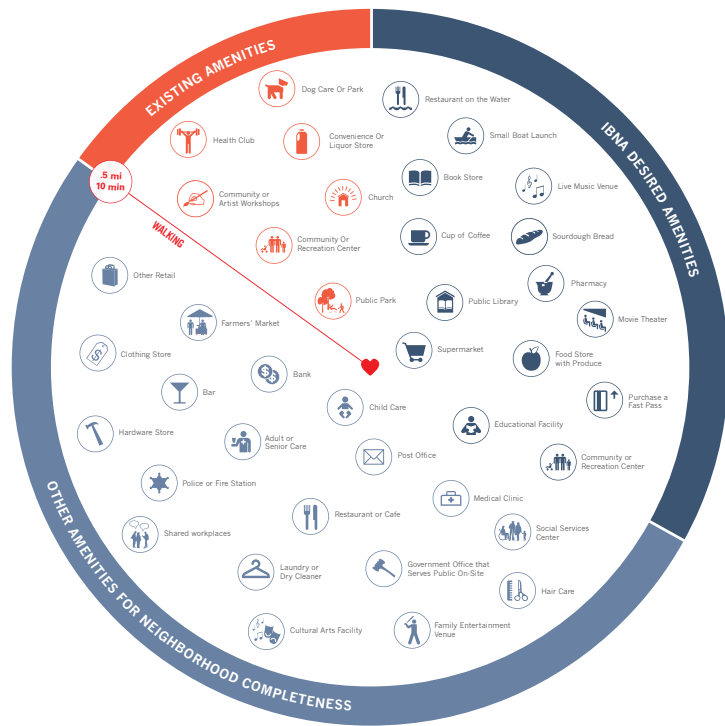 EXISTING AMENITIES
IBNA DESIRED AMENITIES
OTHER AMENITIES FOR NEIGHBORHOOD COMPLETENESS
.5 mi
10 min
WALKING
Dog Care Or Park
Health Club
Convenience Or
Liquor Store
Community or
Artist Workshops
Church
Community Or
Recreation Center
Public Park
Restaurant on the Water
Small Boat Launch
Book Store
Live Music Venue
Cup of Coffee
Sourdough Bread
Pharmacy
Public Library
Movie Theater
Supermarket
Food Store
with Produce
Purchase a
Fast Pass
Educational Facility
Community or
Recreation Center
Other Retail
Farmers' Market
Clothing Store
$
Bank
$
$
Bar
Child Care
Hardware Store
Adult or
Senior Care
Post Office
Police or Fire Station
Medical Clinic
Shared workplaces
Restaurant or Cafe
Social Services
Center
Laundry or
Dry Cleaner
Government Office that
Serves Public On-Site
Hair Care
Cultural Arts Facility
Family Entertainment
Venue